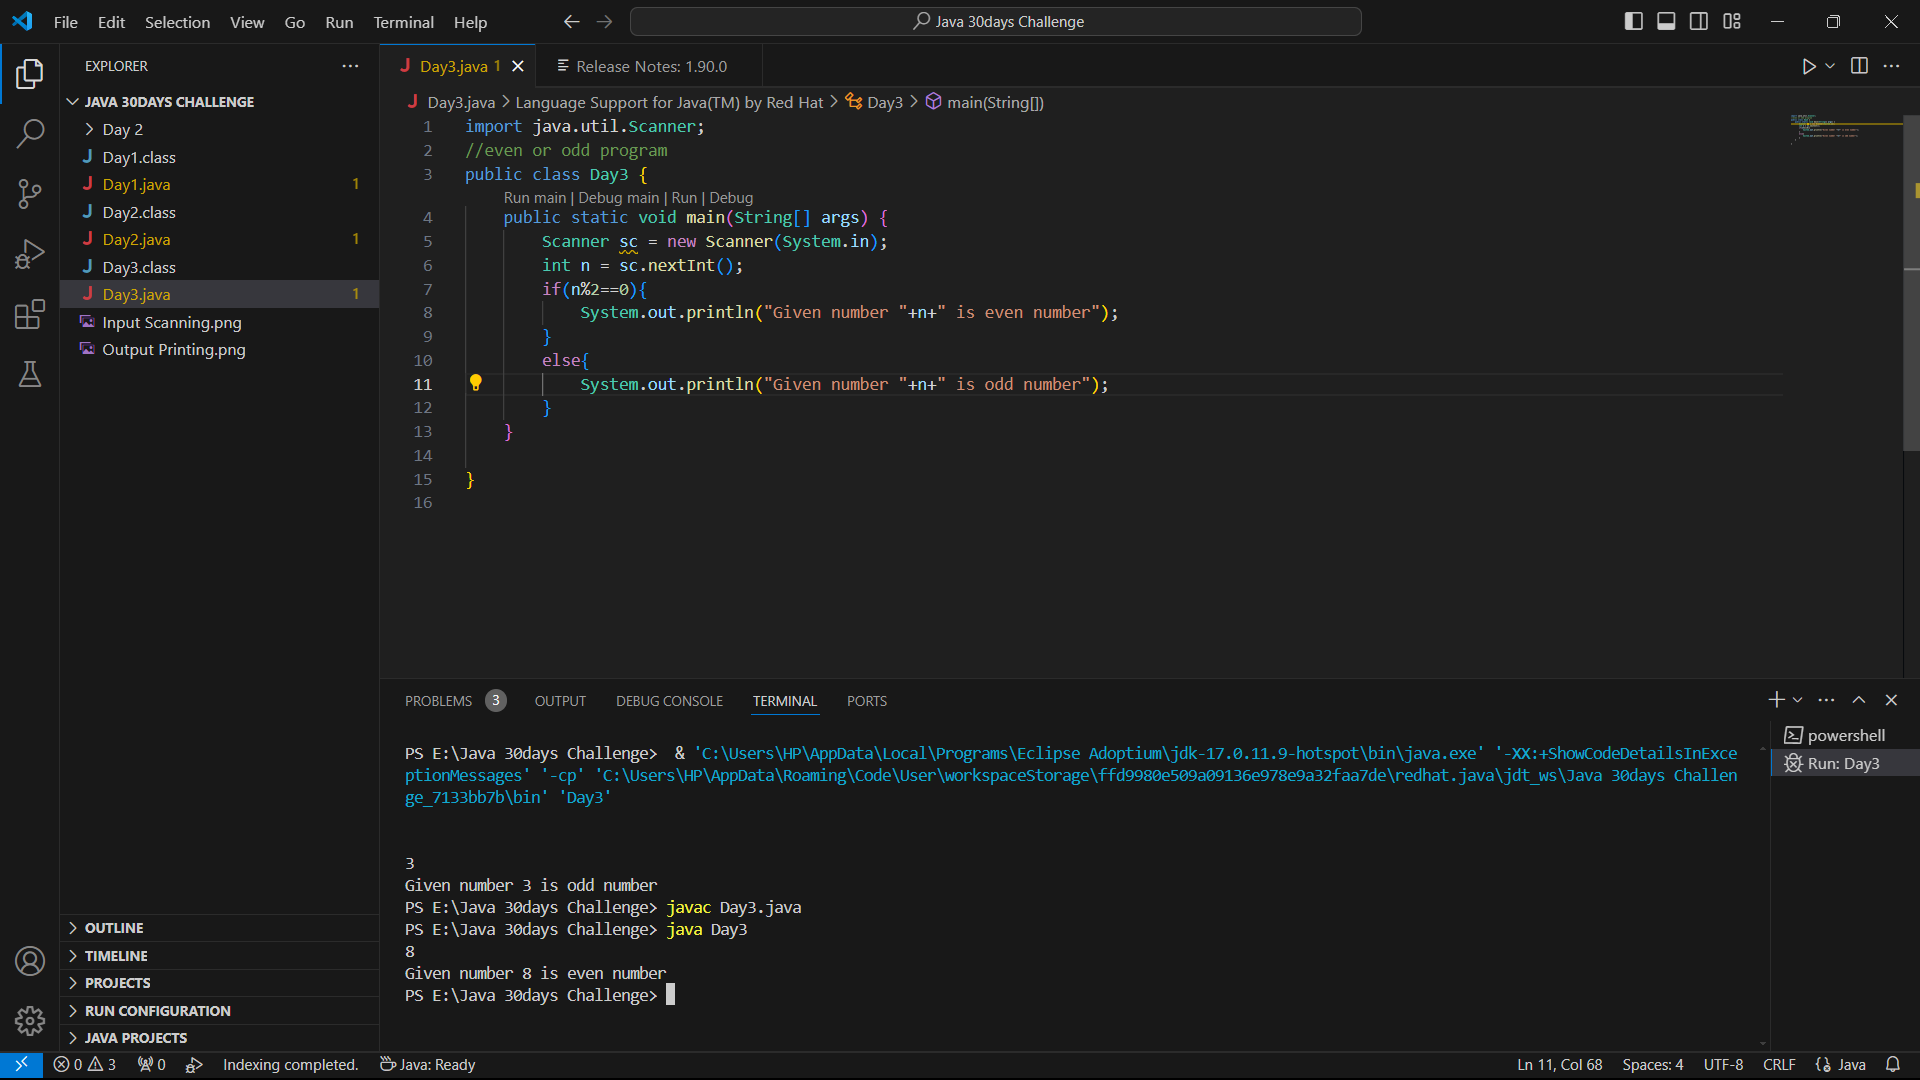 File Edit Selection View Go Run Terminal Help
Java 30days Challenge
EXPLORER
JAVA 30DAYS CHALLENGE
Day 2
J Day1.class
J Day1.java 1
J Day2.class
J Day2.java 1
J Day3.class
J Day3.java 1
Input Scanning.png
Output Printing.png
OUTLINE
TIMELINE
PROJECTS
RUN CONFIGURATION
JAVA PROJECTS
J Day3.java 1
Release Notes: 1.90.0
J Day3.java > Language Support for Java(TM) by Red Hat > Day3 > main(String[])
1 import java.util.Scanner;
2 //even or odd program
3 public class Day3 {
Run main | Debug main | Run | Debug
4 public static void main(String[] args) {
5 Scanner sc = new Scanner(System.in);
6 int n = sc.nextInt();
7 if(n%2==0){
8 System.out.println("Given number "+n+" is even number");
9 }
10 else{
11 System.out.println("Given number "+n+" is odd number");
12 }
13 }
14
15 }
16
PROBLEMS 3 OUTPUT DEBUG CONSOLE TERMINAL PORTS
PS E:\Java 30days Challenge>  & 'C:\Users\HP\AppData\Local\Programs\Eclipse Adoptium\jdk-17.0.11.9-hotspot\bin\java.exe' '-XX:+ShowCodeDetailsInExce
ptionMessages' '-cp' 'C:\Users\HP\AppData\Roaming\Code\User\workspaceStorage\ffd9980e509a09136e978e9a32faa7de\redhat.java\jdt_ws\Java 30days Challen
ge_7133bb7b\bin' 'Day3'
3
Given number 3 is odd number
PS E:\Java 30days Challenge> javac Day3.java
PS E:\Java 30days Challenge> java Day3
8
Given number 8 is even number
PS E:\Java 30days Challenge>
powershell
Run: Day3
0 3 0 Indexing completed. Java: Ready
Ln 11, Col 68 Spaces: 4 UTF-8 CRLF Java